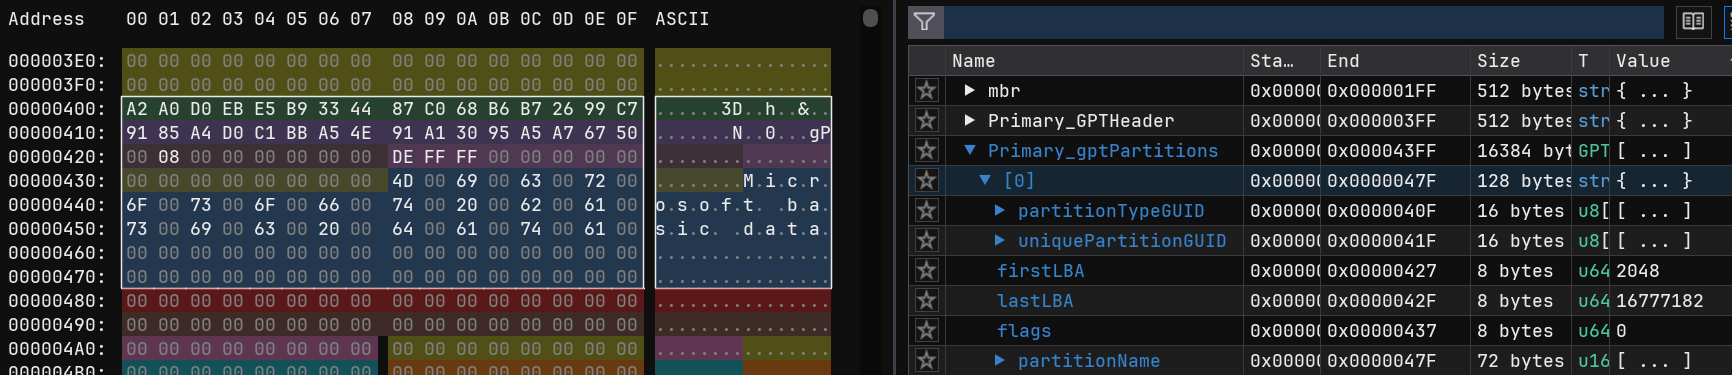 Address 00 01 02 03 04 05 06 07 08 09 0A 0B 0C 0D 0E 0F ASCII
000003E0: 00 00 00 00 00 00 00 00 00 00 00 00 00 00 00 00 ................
000003F0: 00 00 00 00 00 00 00 00 00 00 00 00 00 00 00 00 ................
00000400: A2 A0 D0 EB E5 B9 33 44 87 C0 68 B6 B7 26 99 C7 ......3D..h..&..
00000410: 91 85 A4 D0 C1 BB A5 4E 91 A1 30 95 A5 A7 67 50 .......N..0...gP
00000420: 00 08 00 00 00 00 00 00 DE FF FF 00 00 00 00 00 ................
00000430: 00 00 00 00 00 00 00 00 4D 00 69 00 63 00 72 00 ........M.i.c.r.
00000440: 6F 00 73 00 6F 00 66 00 74 00 20 00 62 00 61 00 o.s.o.f.t. .b.a.
00000450: 73 00 69 00 63 00 20 00 64 00 61 00 74 00 61 00 s.i.c. .d.a.t.a.
00000460: 00 00 00 00 00 00 00 00 00 00 00 00 00 00 00 00 ................
00000470: 00 00 00 00 00 00 00 00 00 00 00 00 00 00 00 00 ................
00000480: 00 00 00 00 00 00 00 00 00 00 00 00 00 00 00 00 ................
00000490: 00 00 00 00 00 00 00 00 00 00 00 00 00 00 00 00 ................
000004A0: 00 00 00 00 00 00 00 00 00 00 00 00 00 00 00 00 ................
000004B0: 00 00 00 00 00 00 00 00 00 00 00 00 00 00 00 00 ................
Name Sta… End Size T Value
mbr 0x0000 0x000001FF 512 bytes str { ... }
Primary_GPTHeader 0x0000 0x000003FF 512 bytes str { ... }
Primary_gptPartitions 0x0000 0x000043FF 16384 byt GPT [ ... ]
[0] 0x0000 0x0000047F 128 bytes str { ... }
partitionTypeGUID 0x0000 0x0000040F 16 bytes u8[ [ ... ]
uniquePartitionGUID 0x0000 0x0000041F 16 bytes u8[ [ ... ]
firstLBA 0x0000 0x00000427 8 bytes u64 2048
lastLBA 0x0000 0x0000042F 8 bytes u64 16777182
flags 0x0000 0x00000437 8 bytes u64 0
partitionName 0x0000 0x0000047F 72 bytes u16 [ ... ]